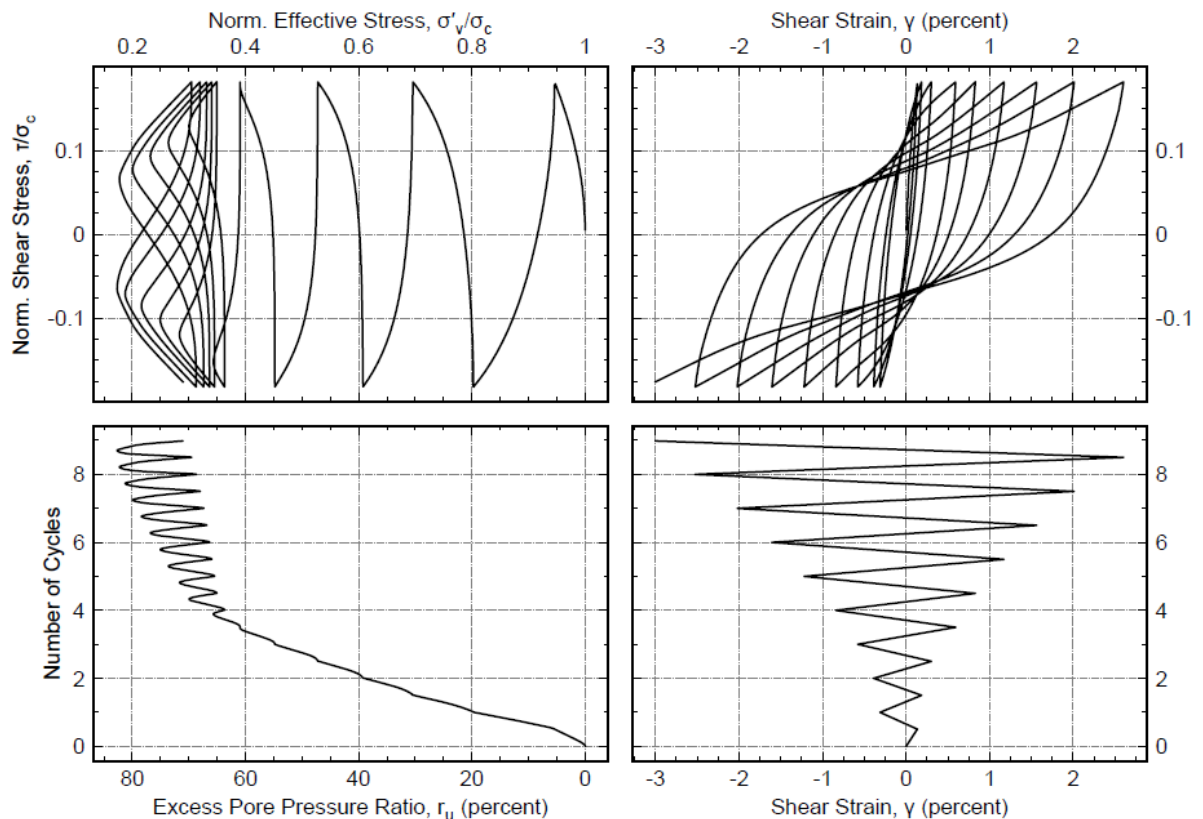 Norm. Effective Stress, σ′v/σc
0.2 0.4 0.6 0.8 1
Shear Strain, γ (percent)
-3 -2 -1 0 1 2
Norm. Shear Stress, τ/σc
0.1
0
-0.1
0.1
0
-0.1
Number of Cycles
8
6
4
2
0
8
6
4
2
0
80 60 40 20 0
Excess Pore Pressure Ratio, ru (percent)
-3 -2 -1 0 1 2
Shear Strain, γ (percent)